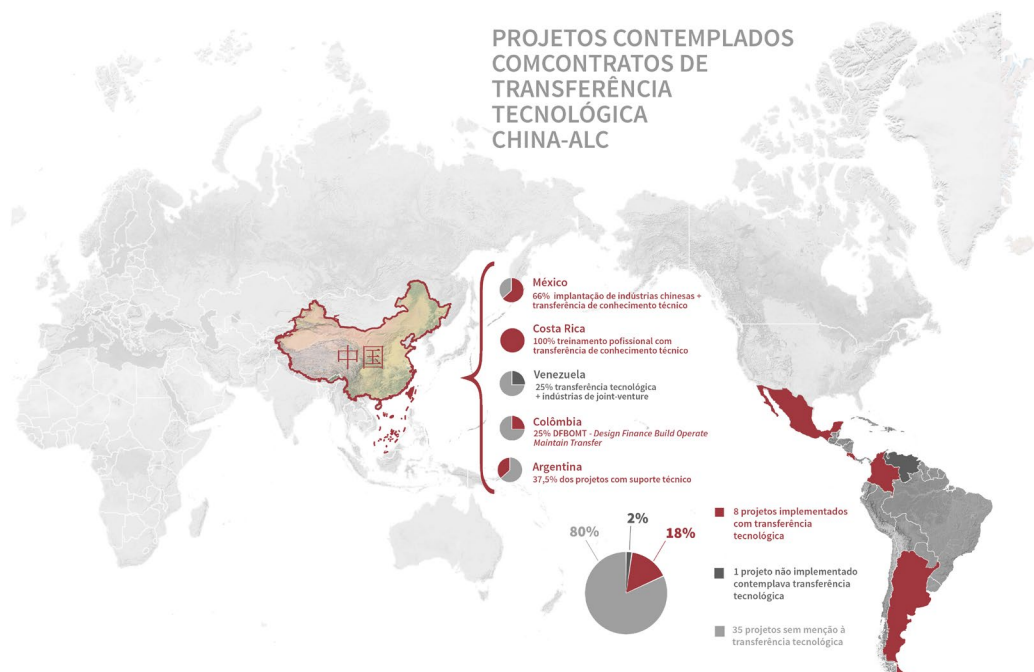 PROJETOS CONTEMPLADOS
COMCONTRATOS DE
TRANSFERÊNCIA
TECNOLÓGICA
CHINA-ALC
中国
México
66% implantação de indústrias chinesas +
transferência de conhecimento técnico
Costa Rica
100% treinamento pofissional com
transferência de conhecimento técnico
Venezuela
25% transferência tecnológica
+ indústrias de joint-venture
Colômbia
25% DFBOMT - Design Finance Build Operate
Maintain Transfer
Argentina
37,5% dos projetos com suporte técnico
80%
2%
18%
8 projetos implementados
com transferência
tecnológica
1 projeto não implementado
contemplava transferência
tecnológica
35 projetos sem menção à
transferência tecnológica